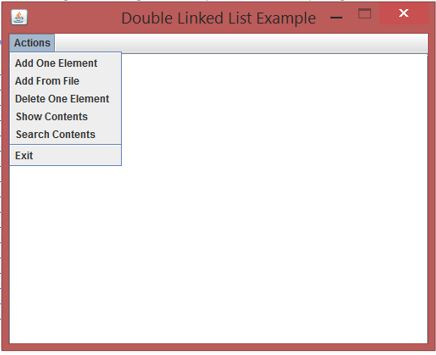 Double Linked List Example
Actions
Add One Element
Add From File
Delete One Element
Show Contents
Search Contents
Exit